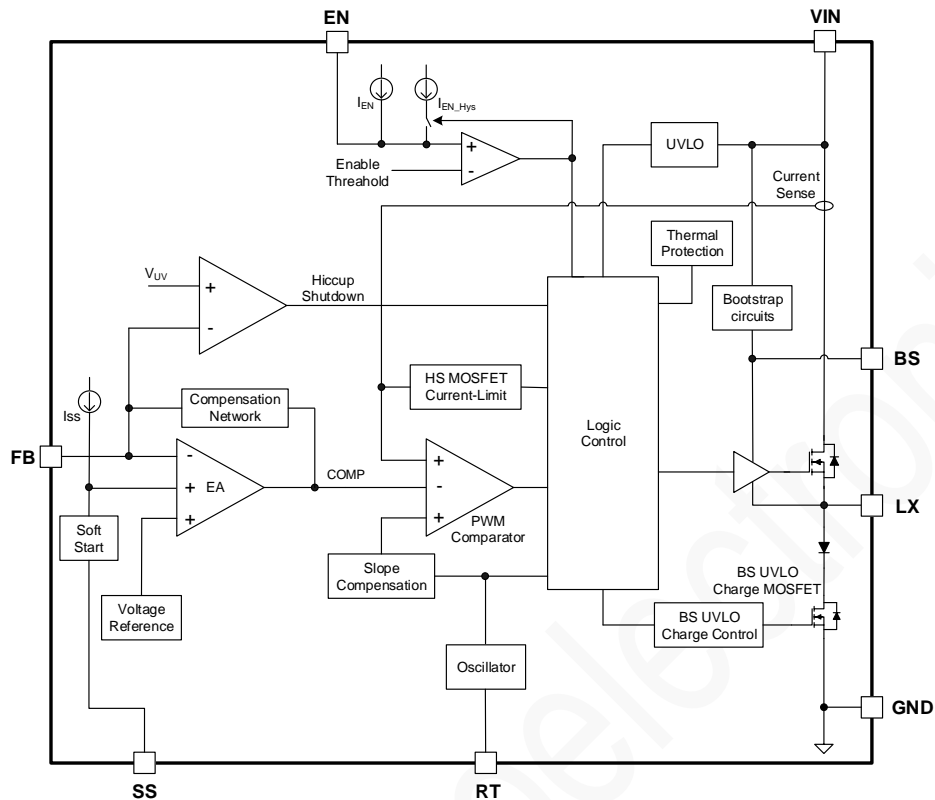 EN
VIN
I_EN
I_EN_Hys
+
-
Enable
Threahold
UVLO
Current
Sense
Thermal
Protection
V_UV
+
-
Hiccup
Shutdown
Bootstrap
circuits
BS
HS MOSFET
Current-Limit
Iss
Compensation
Network
Logic
Control
FB
-
+
+
EA
COMP
+
-
+
PWM
Comparator
LX
Soft
Start
Slope
Compensation
BS UVLO
Charge MOSFET
Voltage
Reference
BS UVLO
Charge Control
Oscillator
GND
SS
RT